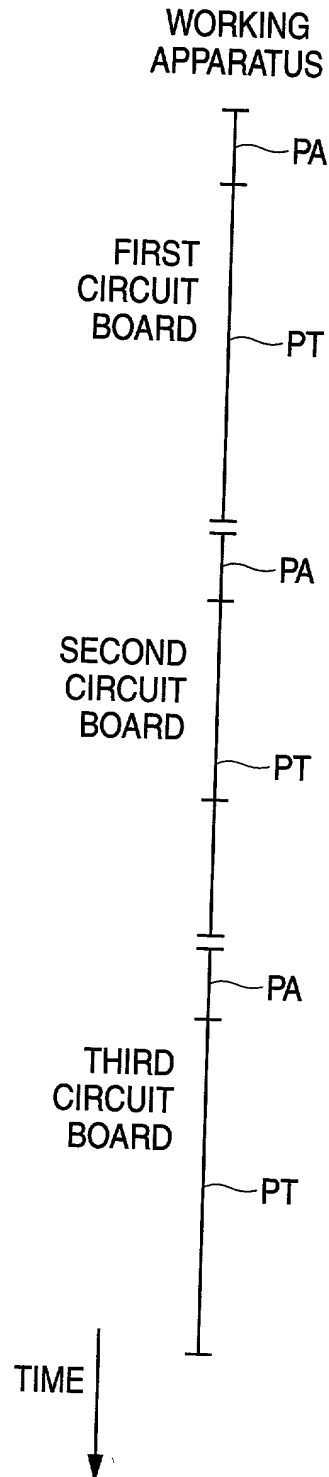 WORKING
APPARATUS
PA
FIRST
CIRCUIT
BOARD
PT
PA
SECOND
CIRCUIT
BOARD
PT
PA
THIRD
CIRCUIT
BOARD
PT
TIME